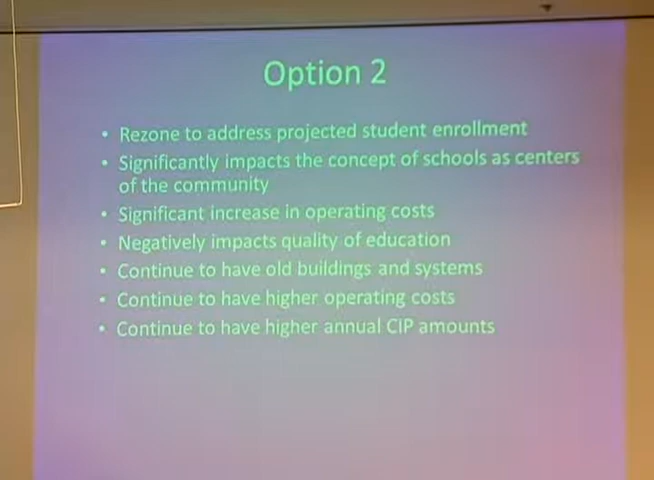 Option 2
• Rezone to address projected student enrollment
• Significantly impacts the concept of schools as centers
of the community
• Significant increase in operating costs
• Negatively impacts quality of education
• Continue to have old buildings and systems
• Continue to have higher operating costs
• Continue to have higher annual CIP amounts